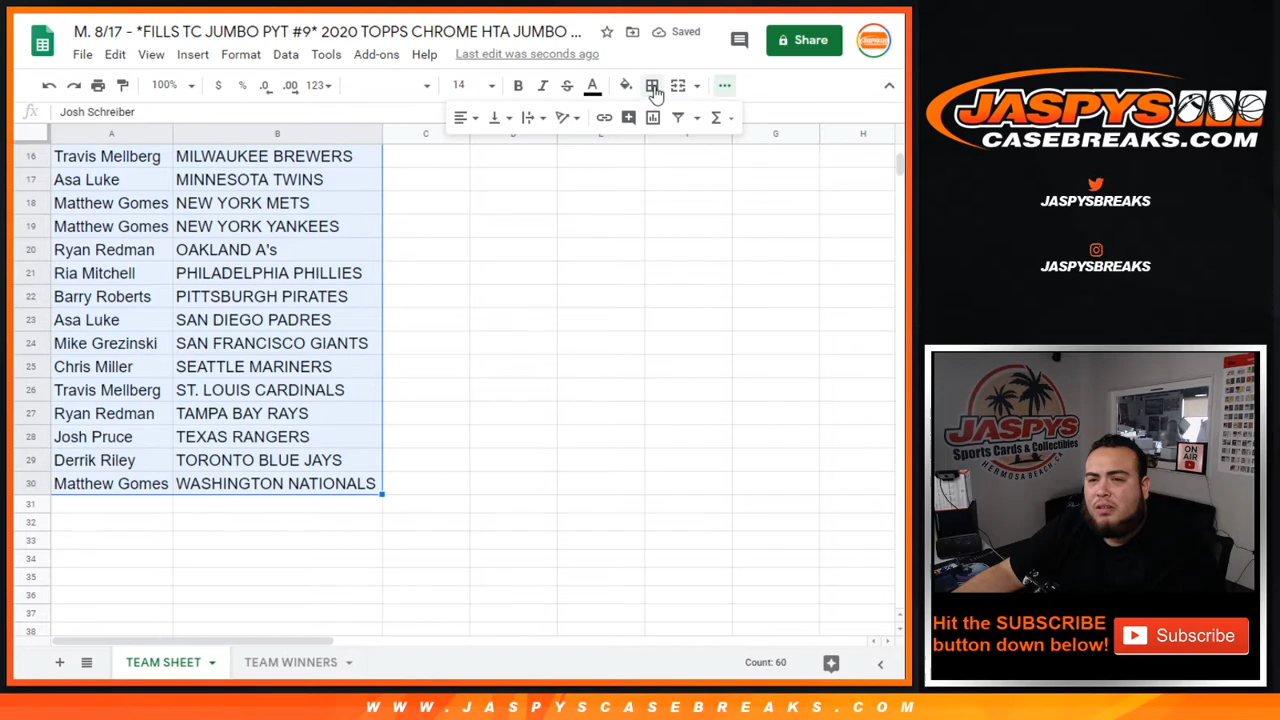 M. 8/17 - *FILLS TC JUMBO PYT #9* 2020 TOPPS CHROME HTA JUMBO ...
Saved
Share
File Edit View Insert Format Data Tools Add-ons Help Last edit was seconds ago
100% $ % .0 .00 123 14 B I S A
fx Josh Schreiber
A B C D E F G H
16 Travis Mellberg MILWAUKEE BREWERS
17 Asa Luke MINNESOTA TWINS
18 Matthew Gomes NEW YORK METS
19 Matthew Gomes NEW YORK YANKEES
20 Ryan Redman OAKLAND A's
21 Ria Mitchell PHILADELPHIA PHILLIES
22 Barry Roberts PITTSBURGH PIRATES
23 Asa Luke SAN DIEGO PADRES
24 Mike Grezinski SAN FRANCISCO GIANTS
25 Chris Miller SEATTLE MARINERS
26 Travis Mellberg ST. LOUIS CARDINALS
27 Ryan Redman TAMPA BAY RAYS
28 Josh Pruce TEXAS RANGERS
29 Derrik Riley TORONTO BLUE JAYS
30 Matthew Gomes WASHINGTON NATIONALS
31
32
33
34
35
36
37
38
TEAM SHEET TEAM WINNERS Count: 60
JASPYS
CASEBREAKS.COM
JASPYSBREAKS
JASPYSBREAKS
JASPYS
Sports Cards & Collectibles
HERMOSA BEACH, CA
ON AIR
Hit the SUBSCRIBE
button down below!
Subscribe
WWW.JASPYSCASEBREAKS.COM